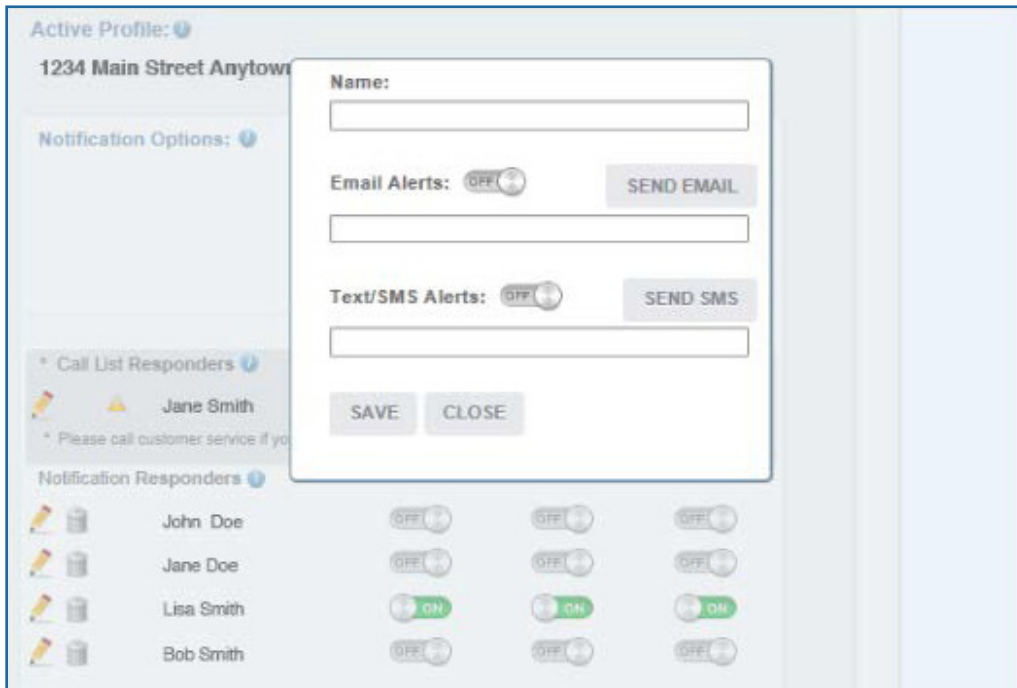 Active Profile:
1234 Main Street Anytown
Name:
Notification Options:
Email Alerts: OFF SEND EMAIL
Text/SMS Alerts: OFF SEND SMS
* Call List Responders
Jane Smith
SAVE CLOSE
* Please call customer service if yo
Notification Responders
John Doe OFF OFF OFF
Jane Doe OFF OFF OFF
Lisa Smith ON ON ON
Bob Smith OFF OFF OFF